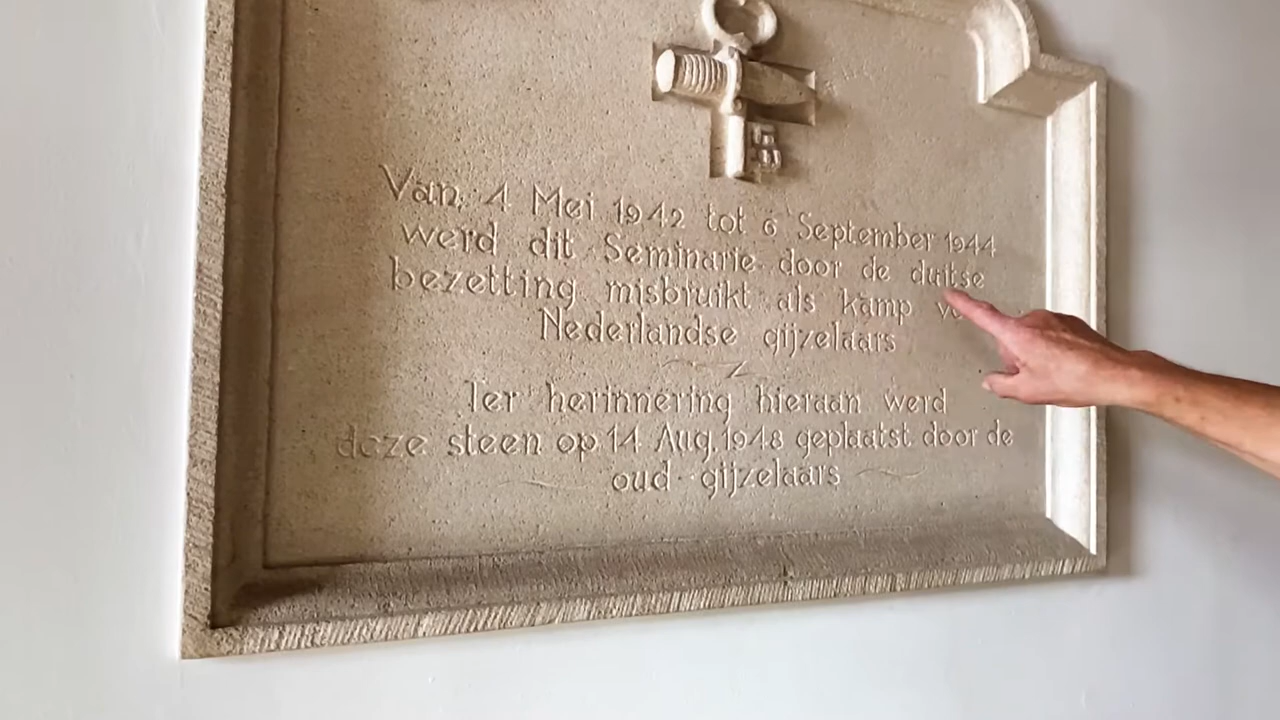 Van 4 Mei 1942 tot 6 September 1944
werd dit Seminarie door de duitse
bezetting misbruikt als kamp
Nederlandse gijzelaars
Ter herinnering hieraan werd
deze steen op 14 Aug. 1948 geplaatst door de
oud-gijzelaars